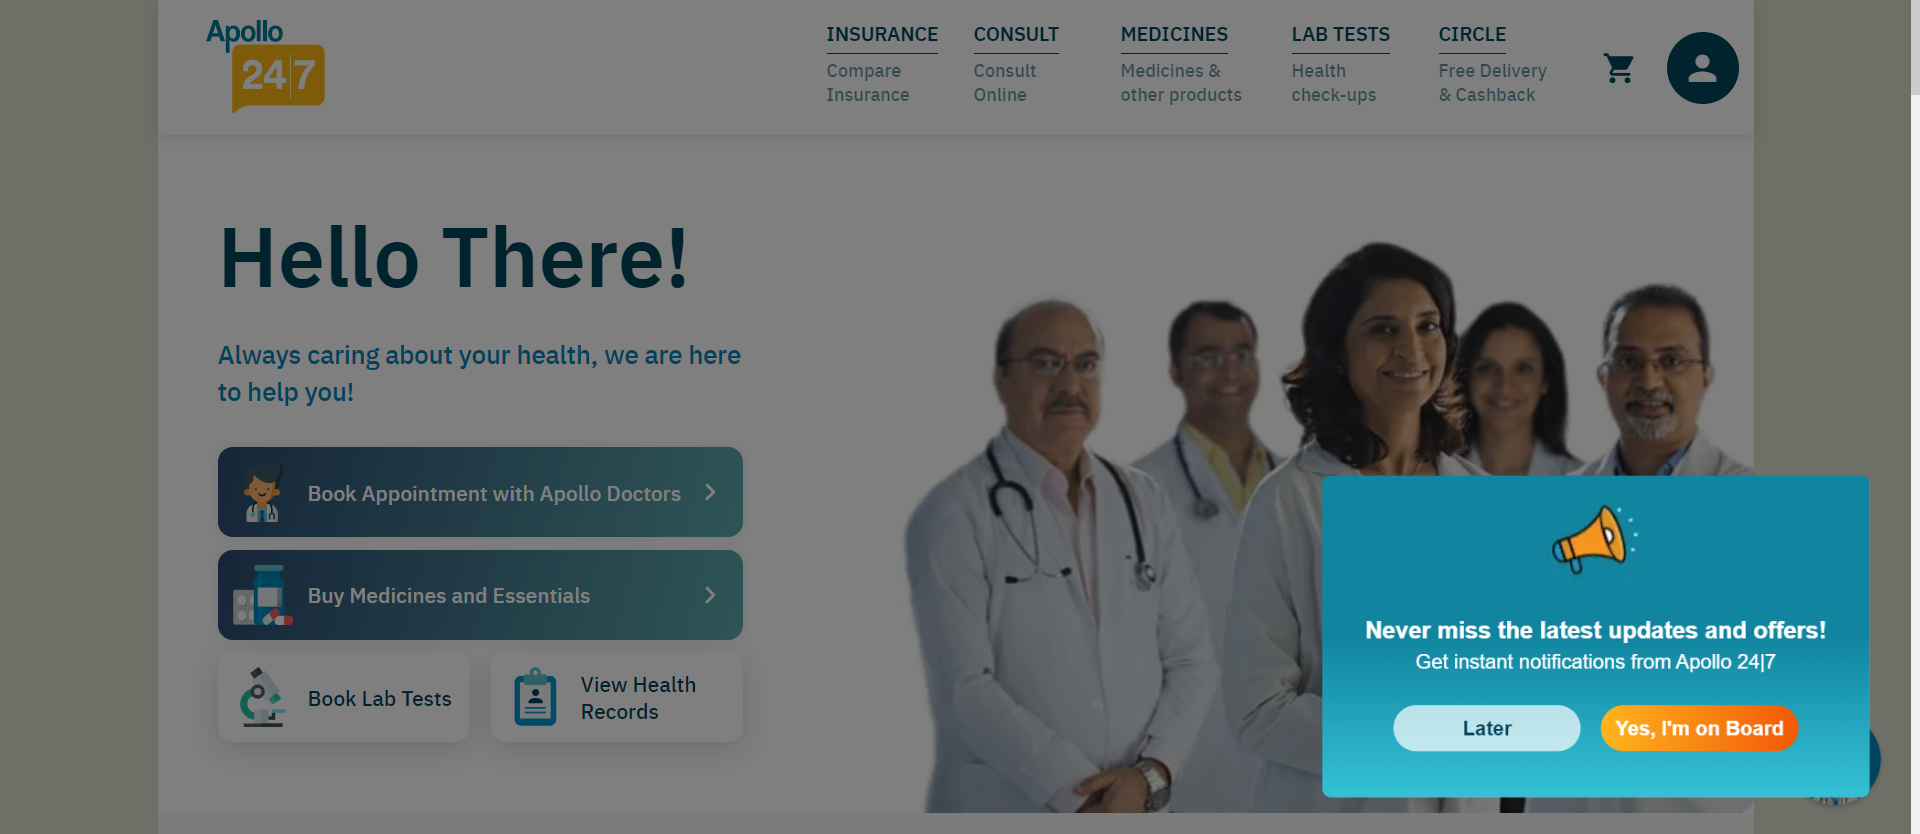 Apollo
24|7
INSURANCE
Compare
Insurance
CONSULT
Consult
Online
MEDICINES
Medicines &
other products
LAB TESTS
Health
check-ups
CIRCLE
Free Delivery
& Cashback
Hello There!
Always caring about your health, we are here
to help you!
Book Appointment with Apollo Doctors
Buy Medicines and Essentials
Book Lab Tests
View Health
Records
Never miss the latest updates and offers!
Get instant notifications from Apollo 24|7
Later
Yes, I'm on Board